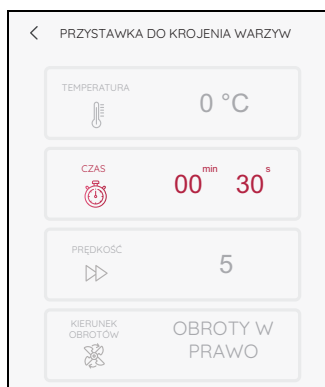 PRZYSTAWKA DO KROJENIA WARZYW
TEMPERATURA
0 °C
CZAS
00 min 30 s
PRĘDKOŚĆ
5
KIERUNEK
OBROTÓW
OBROTY W
PRAWO